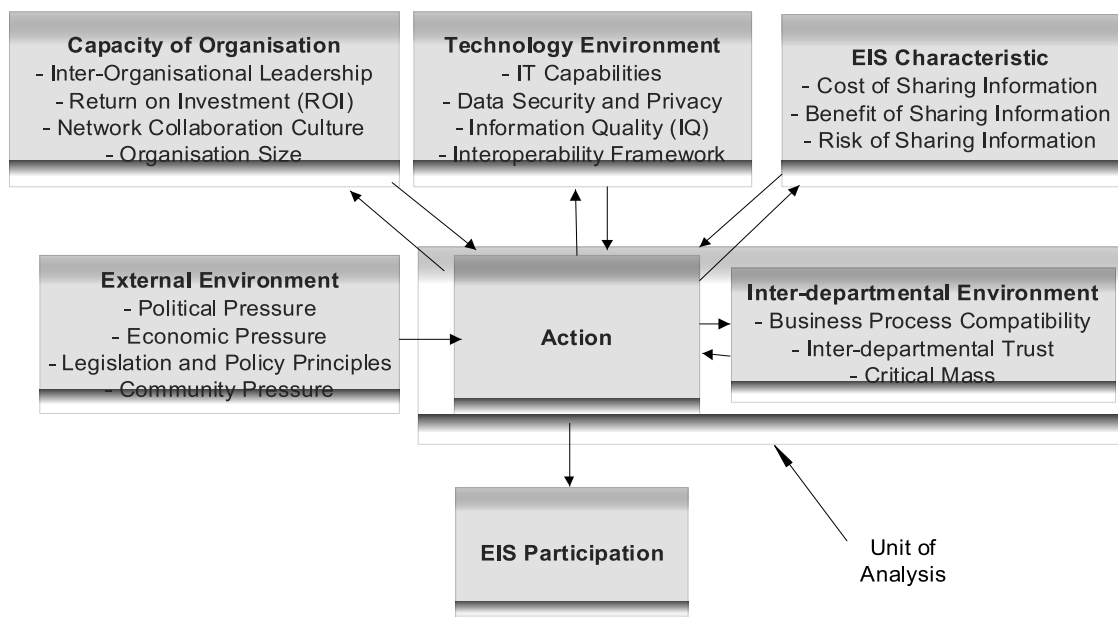 Capacity of Organisation
- Inter-Organisational Leadership
- Return on Investment (ROI)
- Network Collaboration Culture
- Organisation Size
Technology Environment
- IT Capabilities
- Data Security and Privacy
- Information Quality (IQ)
- Interoperability Framework
EIS Characteristic
- Cost of Sharing Information
- Benefit of Sharing Information
- Risk of Sharing Information
External Environment
- Political Pressure
- Economic Pressure
- Legislation and Policy Principles
- Community Pressure
Action
Inter-departmental Environment
- Business Process Compatibility
- Inter-departmental Trust
- Critical Mass
EIS Participation
Unit of
Analysis